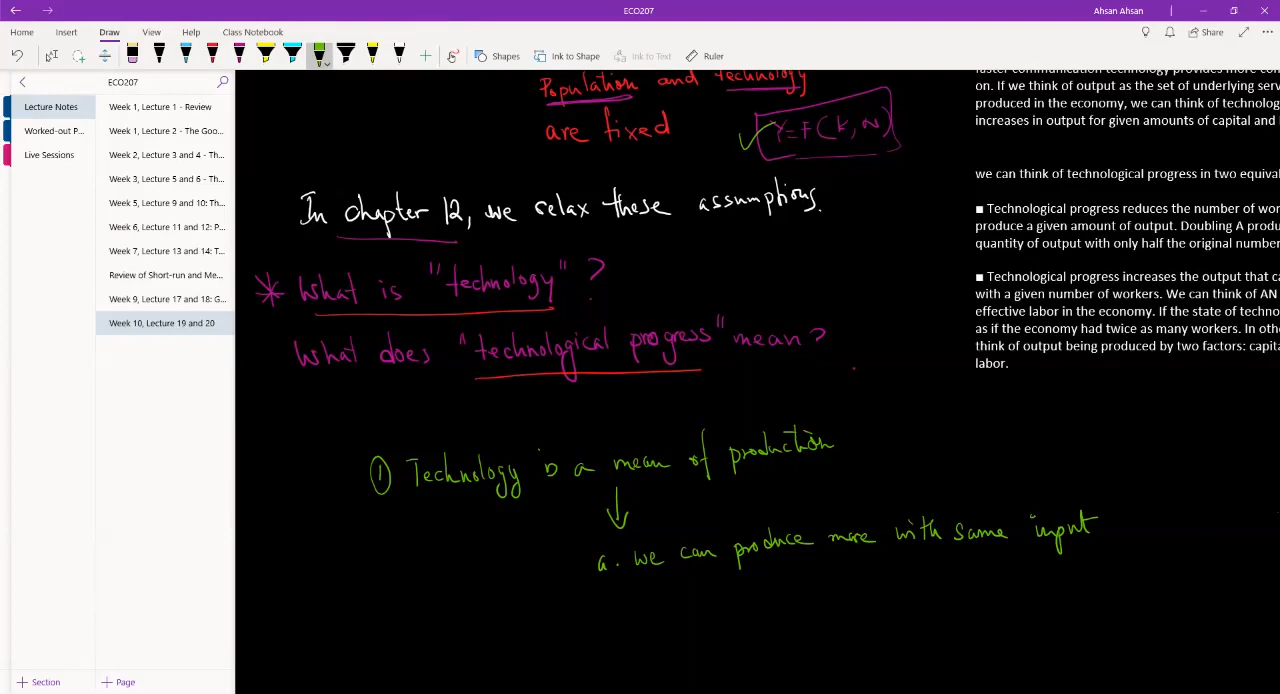 ECO207
Ahsan Ahsan
Home Insert Draw View Help Class Notebook
Share
Shapes Ink to Shape Ink to Text Ruler
ECO207
Lecture Notes
Worked-out P...
Live Sessions
Week 1, Lecture 1 - Review
Week 1, Lecture 2 - The Goo...
Week 2, Lecture 3 and 4 - Th...
Week 3, Lecture 5 and 6 - Th...
Week 5, Lecture 9 and 10: Th...
Week 6, Lecture 11 and 12: P...
Week 7, Lecture 13 and 14: T...
Review of Short-run and Me...
Week 9, Lecture 17 and 18: G...
Week 10, Lecture 19 and 20
Section
Page
Population and technology
are fixed
Y=F(K,N)
In chapter 12, we relax these assumptions.
* What is "technology" ?
What does "technological progress" mean?
① Technology is a mean of production
a. we can produce more with same input
faster communication technology provides more con
on. If we think of output as the set of underlying serv
produced in the economy, we can think of technolog
increases in output for given amounts of capital and
we can think of technological progress in two equival
■ Technological progress reduces the number of wor
produce a given amount of output. Doubling A produ
quantity of output with only half the original number
■ Technological progress increases the output that ca
with a given number of workers. We can think of AN
effective labor in the economy. If the state of techno
as if the economy had twice as many workers. In othe
think of output being produced by two factors: capita
labor.